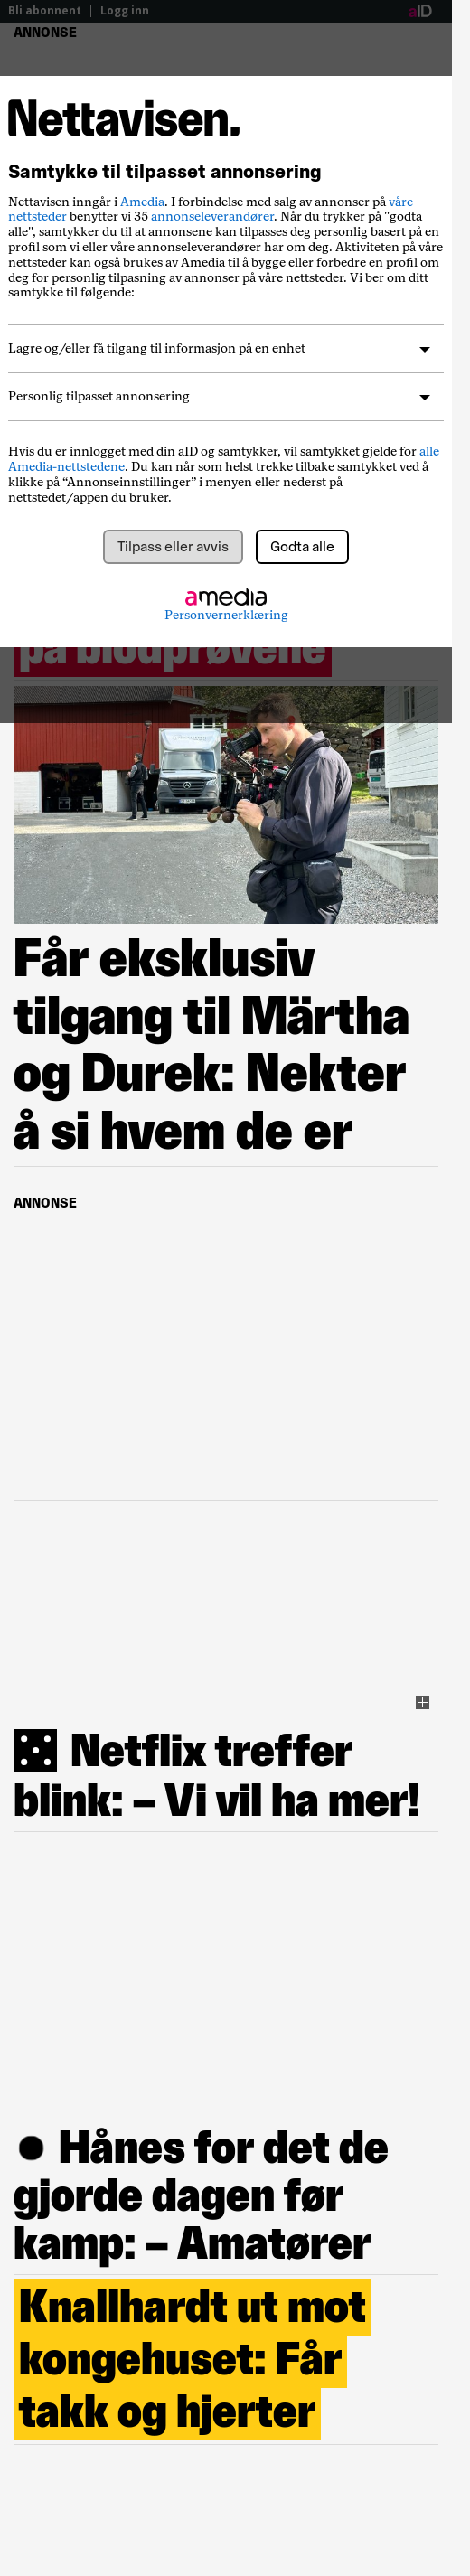 Bli abonnent | Logg inn aID
ANNONSE
Nettavisen.
Samtykke til tilpasset annonsering
Nettavisen inngår i Amedia. I forbindelse med salg av annonser på våre
nettsteder benytter vi 35 annonseleverandører. Når du trykker på "godta
alle", samtykker du til at annonsene kan tilpasses deg personlig basert på en
profil som vi eller våre annonseleverandører har om deg. Aktiviteten på våre
nettsteder kan også brukes av Amedia til å bygge eller forbedre en profil om
deg for personlig tilpasning av annonser på våre nettsteder. Vi ber om ditt
samtykke til følgende:
Lagre og/eller få tilgang til informasjon på en enhet
Personlig tilpasset annonsering
Hvis du er innlogget med din aID og samtykker, vil samtykket gjelde for alle
Amedia-nettstedene. Du kan når som helst trekke tilbake samtykket ved å
klikke på “Annonseinnstillinger” i menyen eller nederst på
nettstedet/appen du bruker.
Tilpass eller avvis Godta alle
amedia
Personvernerklæring
på blodprøvene
Får eksklusiv
tilgang til Märtha
og Durek: Nekter
å si hvem de er
ANNONSE
Netflix treffer
blink: – Vi vil ha mer!
Hånes for det de
gjorde dagen før
kamp: – Amatører
Knallhardt ut mot
kongehuset: Får
takk og hjerter